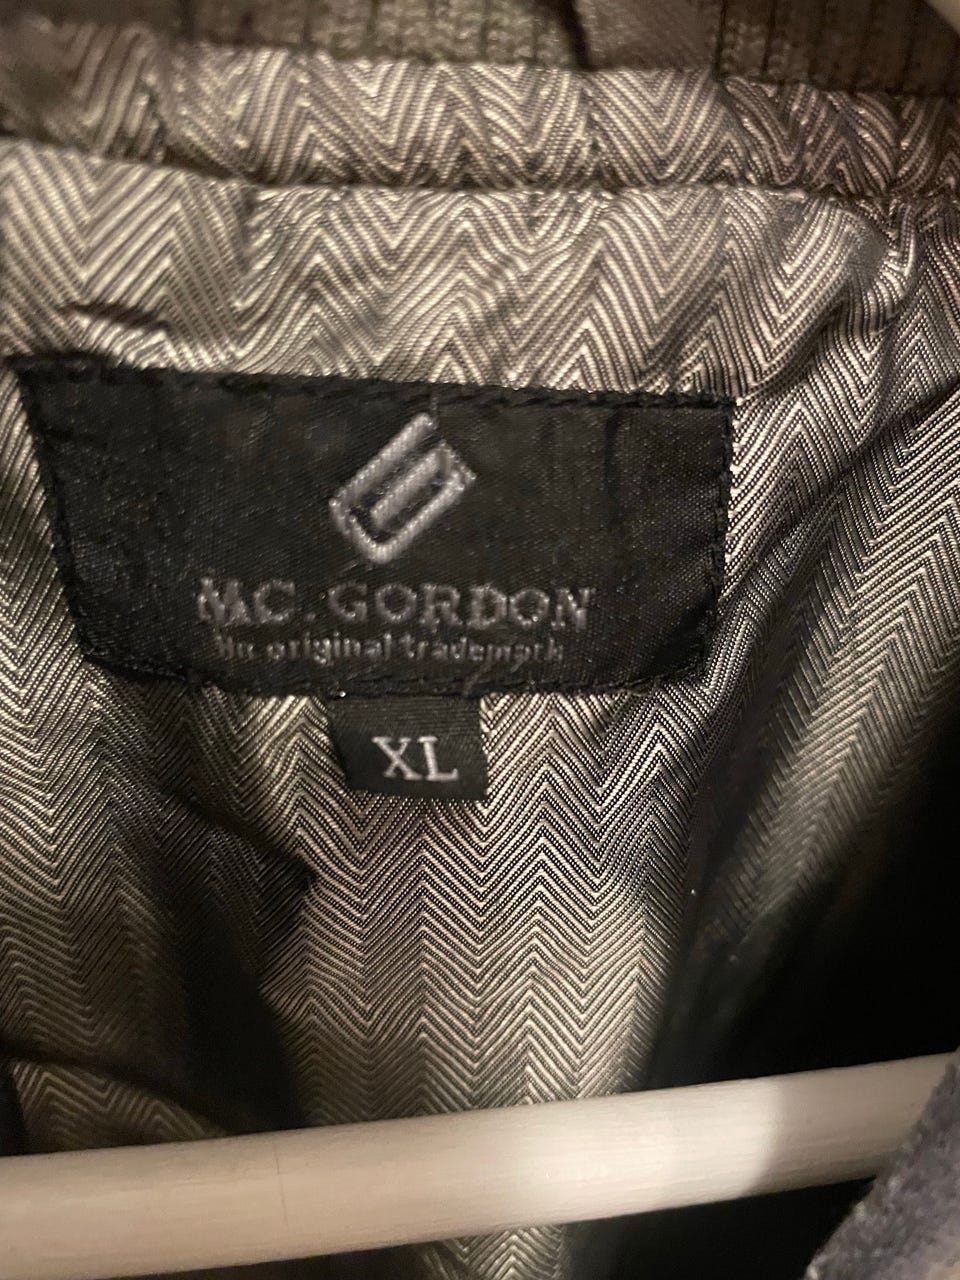 MC. GORDON
An original trademark
XL